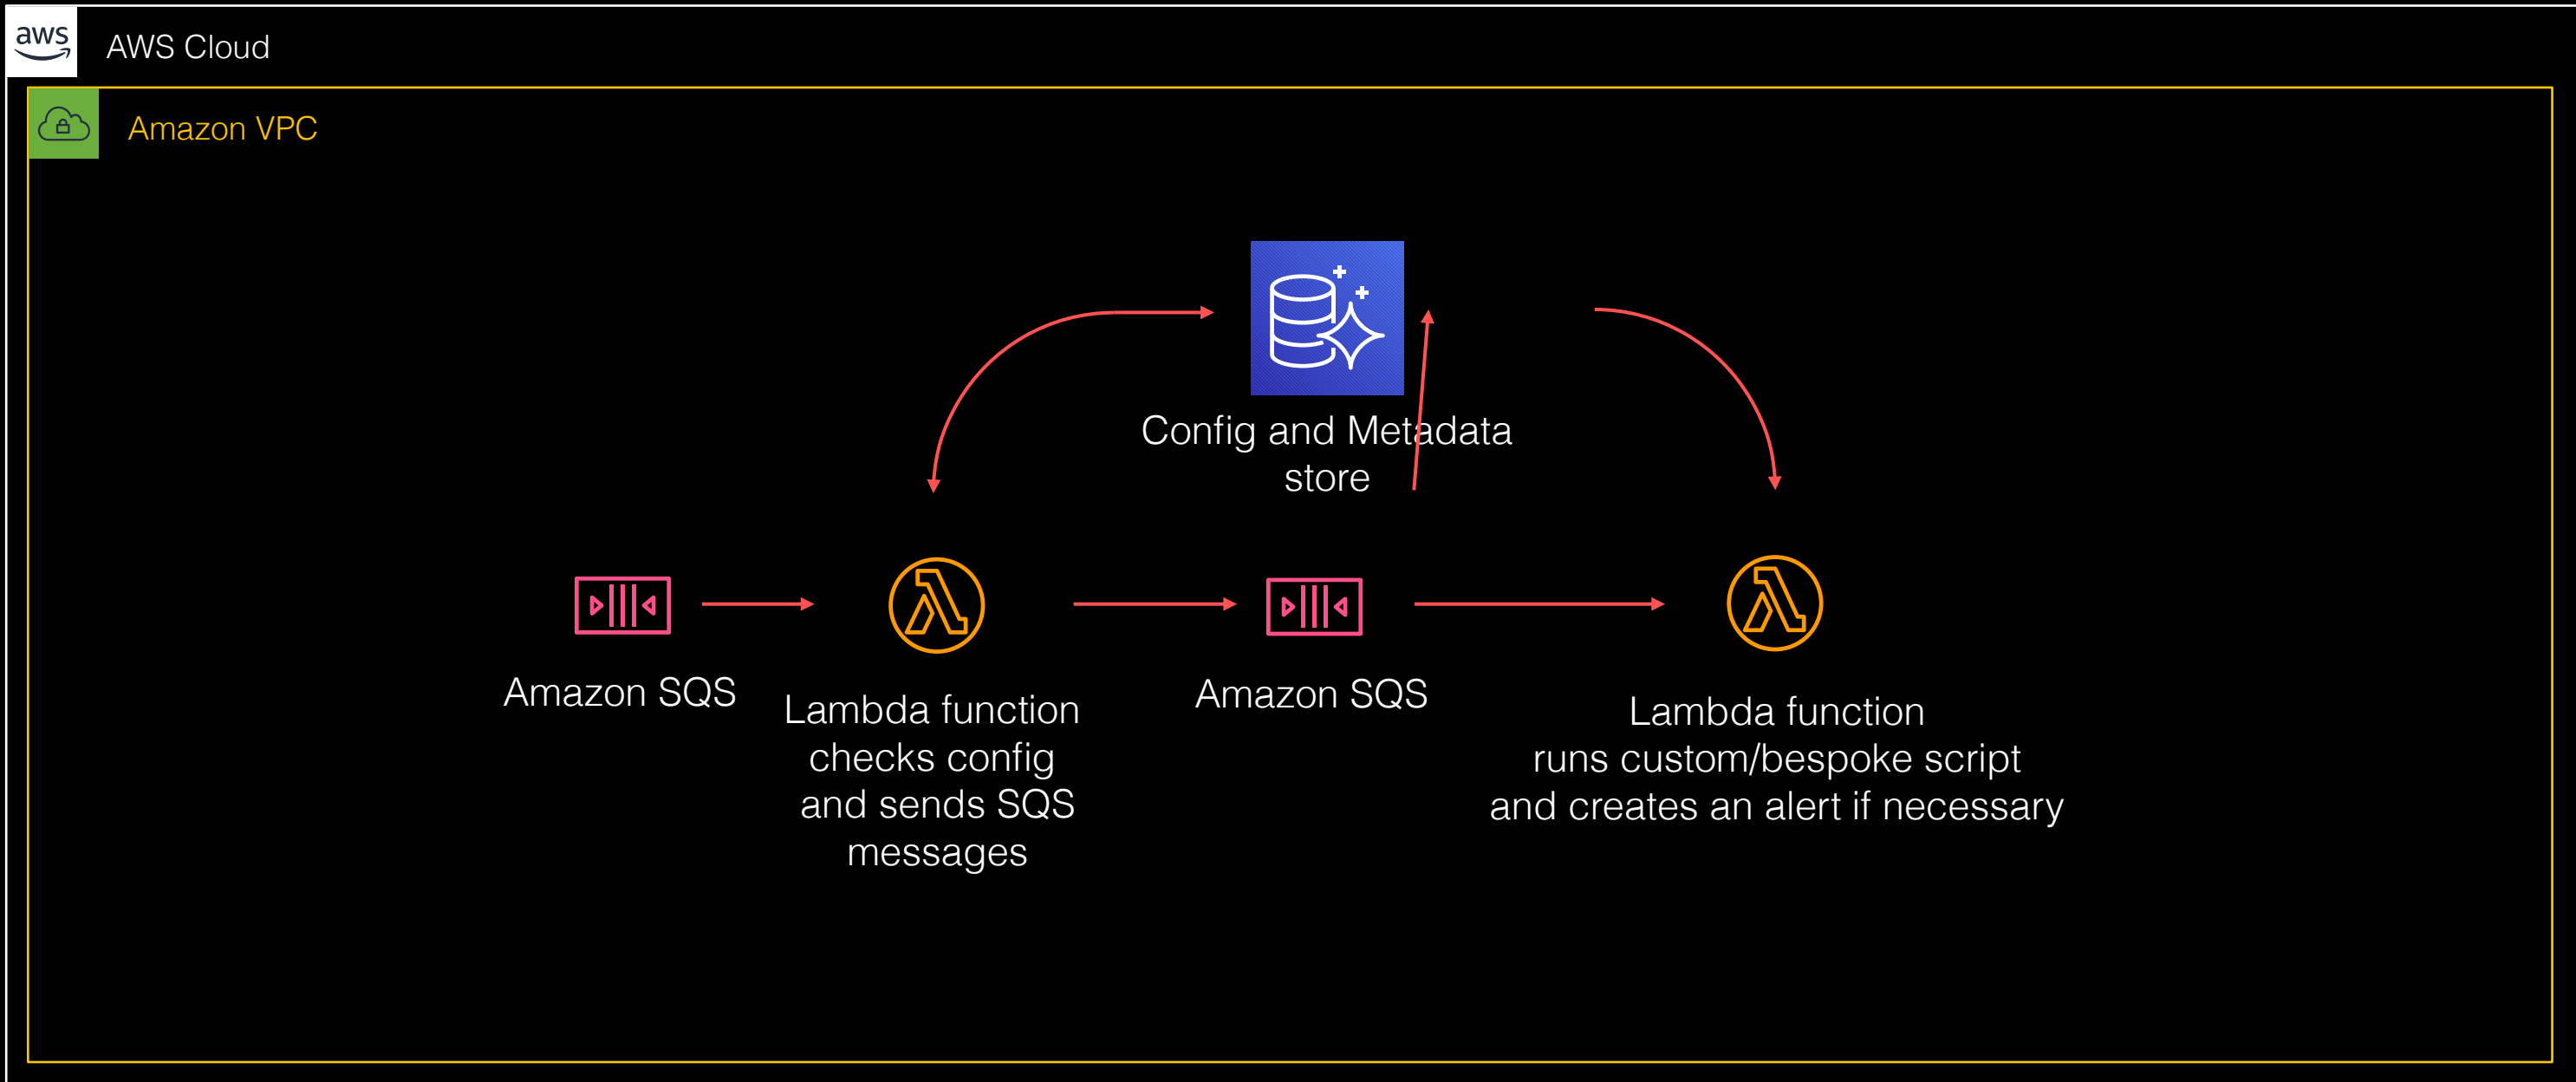 aws
AWS Cloud
Amazon VPC
Config and Metadata
store
Amazon SQS
Lambda function
checks config
and sends SQS
messages
Amazon SQS
Lambda function
runs custom/bespoke script
and creates an alert if necessary